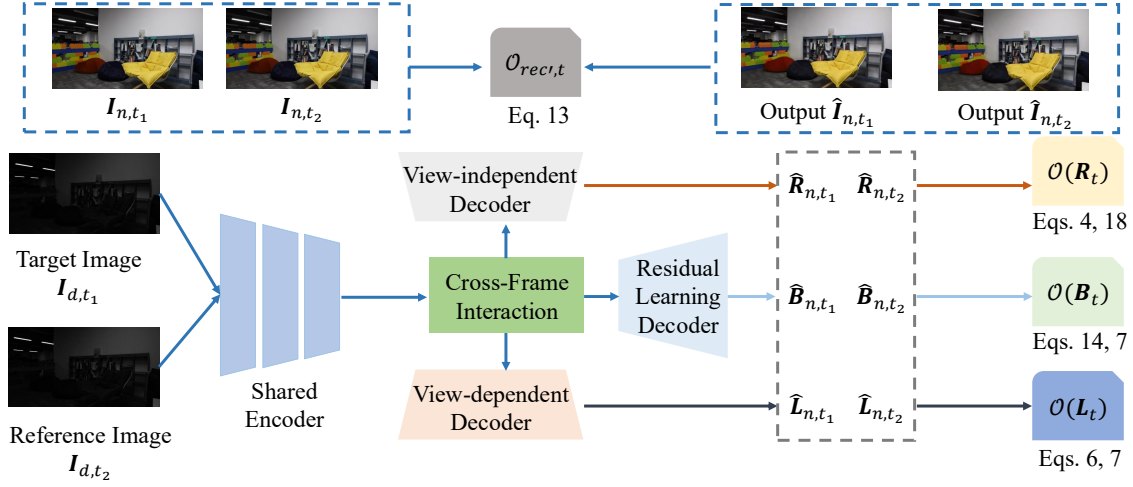 𝑰_{n,t_1}
𝑰_{n,t_2}
𝒪_{rec′,t}
Eq. 13
Output 𝑰̂_{n,t_1}
Output 𝑰̂_{n,t_2}
Target Image
𝑰_{d,t_1}
Reference Image
𝑰_{d,t_2}
Shared
Encoder
View-independent
Decoder
Cross-Frame
Interaction
View-dependent
Decoder
Residual
Learning
Decoder
𝑹̂_{n,t_1} 𝑹̂_{n,t_2}
𝑩̂_{n,t_1} 𝑩̂_{n,t_2}
𝑳̂_{n,t_1} 𝑳̂_{n,t_2}
𝒪(𝑹_t)
Eqs. 4, 18
𝒪(𝑩_t)
Eqs. 14, 7
𝒪(𝑳_t)
Eqs. 6, 7